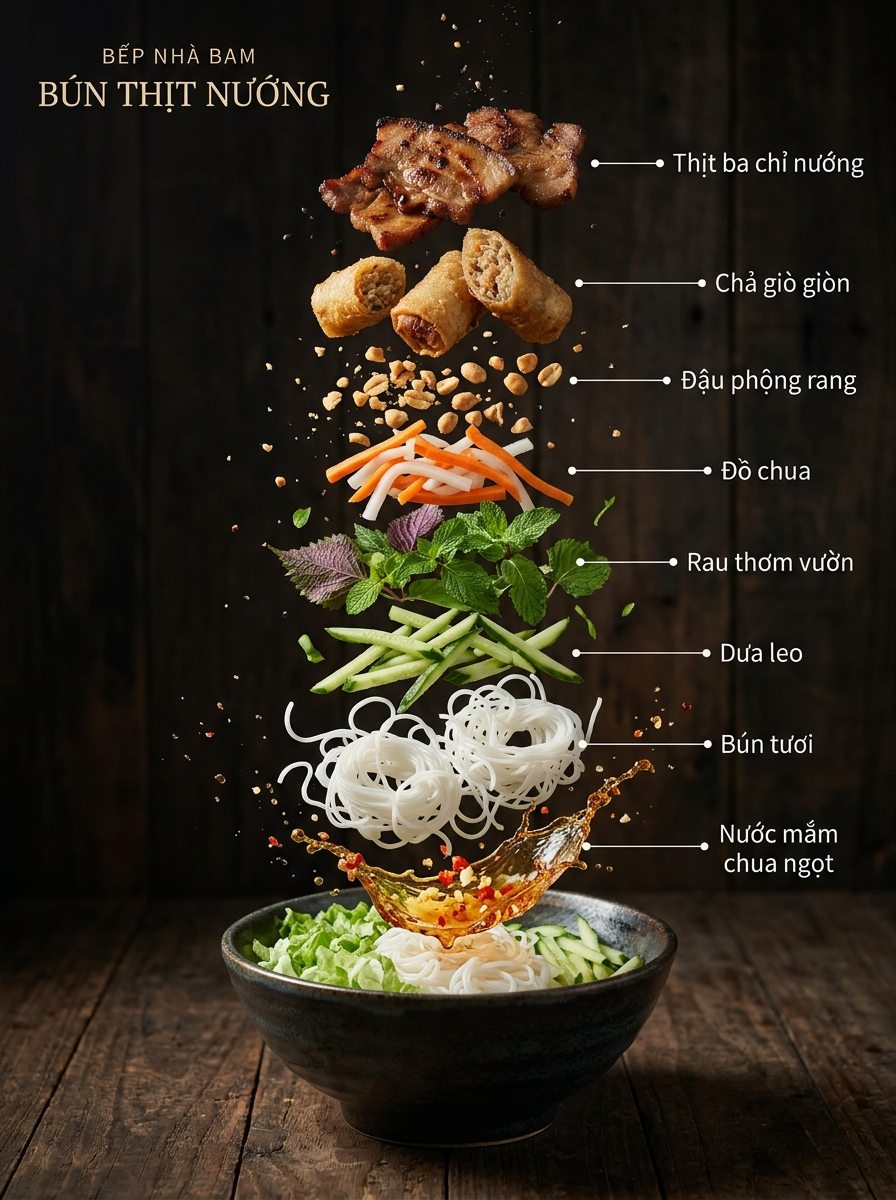 BẾP NHÀ BAM
BÚN THỊT NƯỚNG
Thịt ba chỉ nướng
Chả giò giòn
Đậu phộng rang
Đồ chua
Rau thơm vườn
Dưa leo
Bún tươi
Nước mắm
chua ngọt